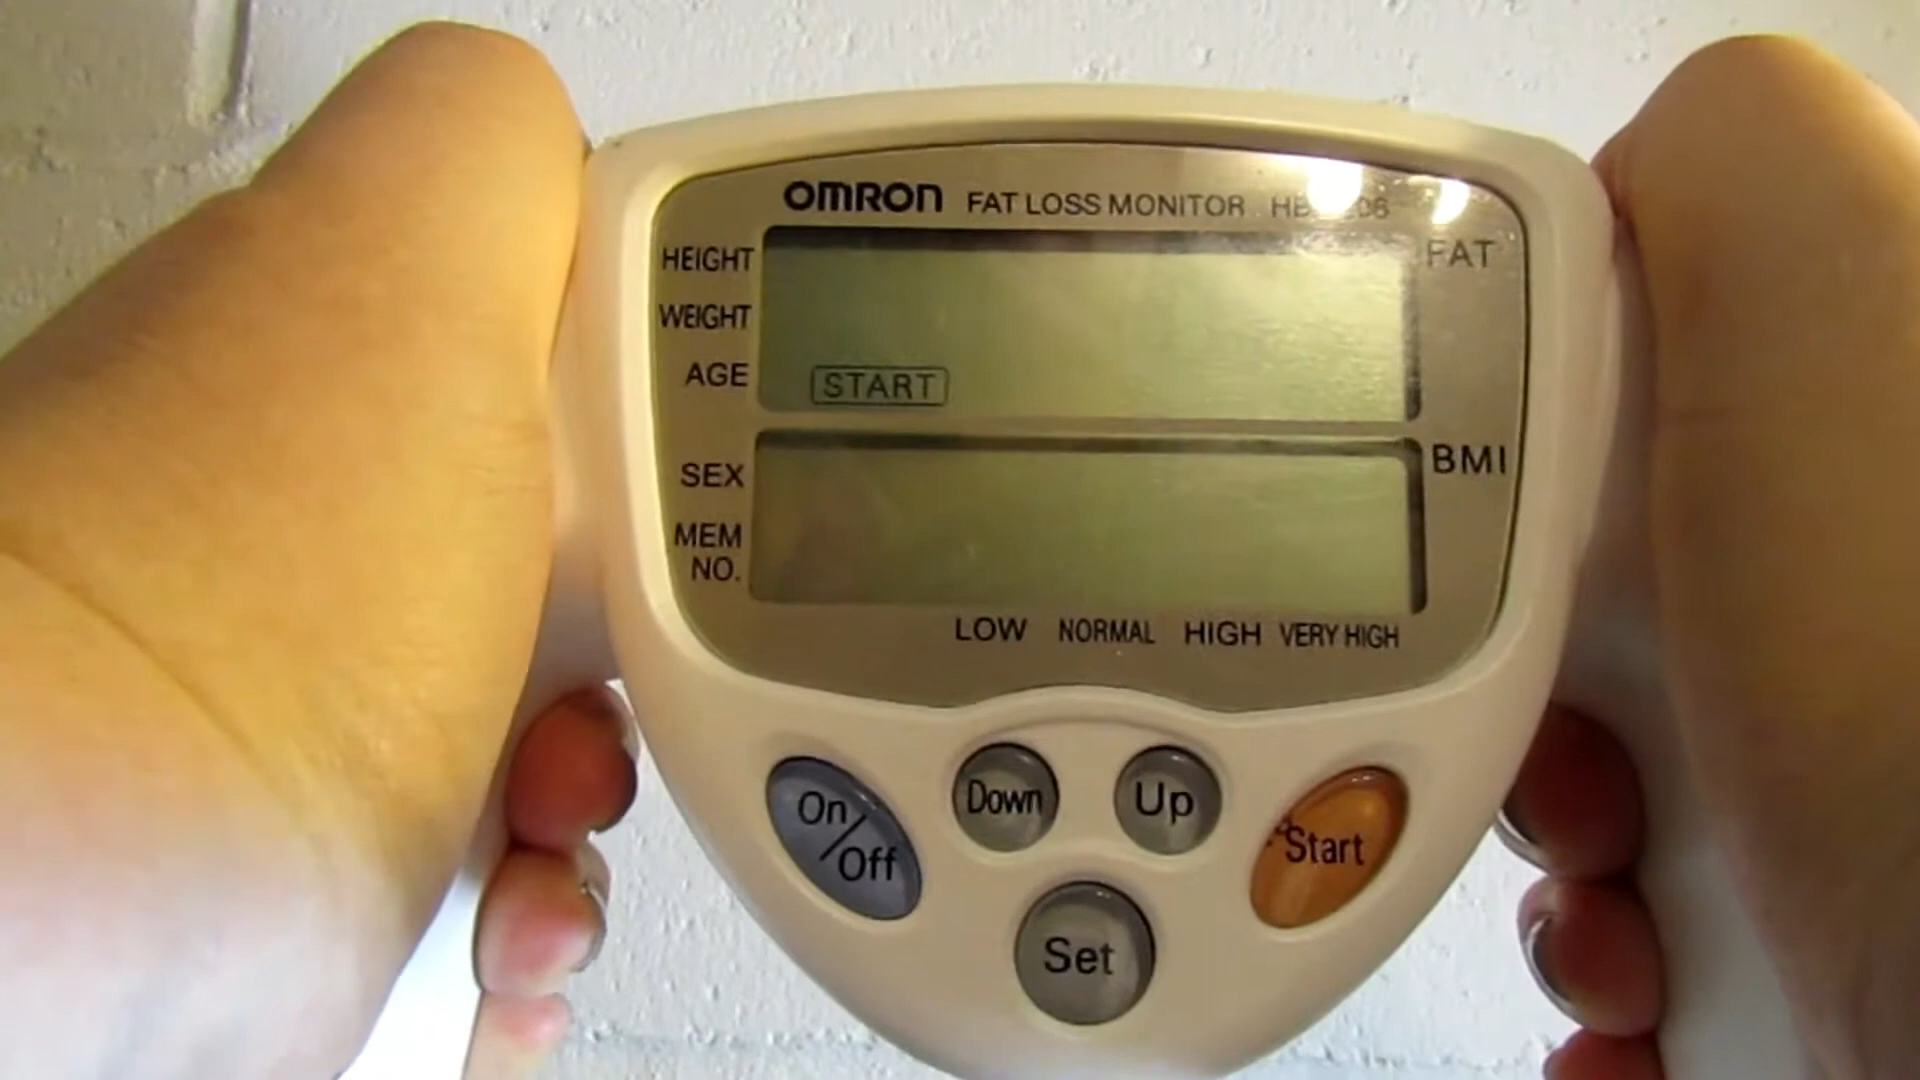 OMRON FAT LOSS MONITOR
HEIGHT
FAT
WEIGHT
AGE
START
BMI
SEX
MEM
NO.
LOW NORMAL HIGH VERY HIGH
On/Off
Down
Up
Start
Set